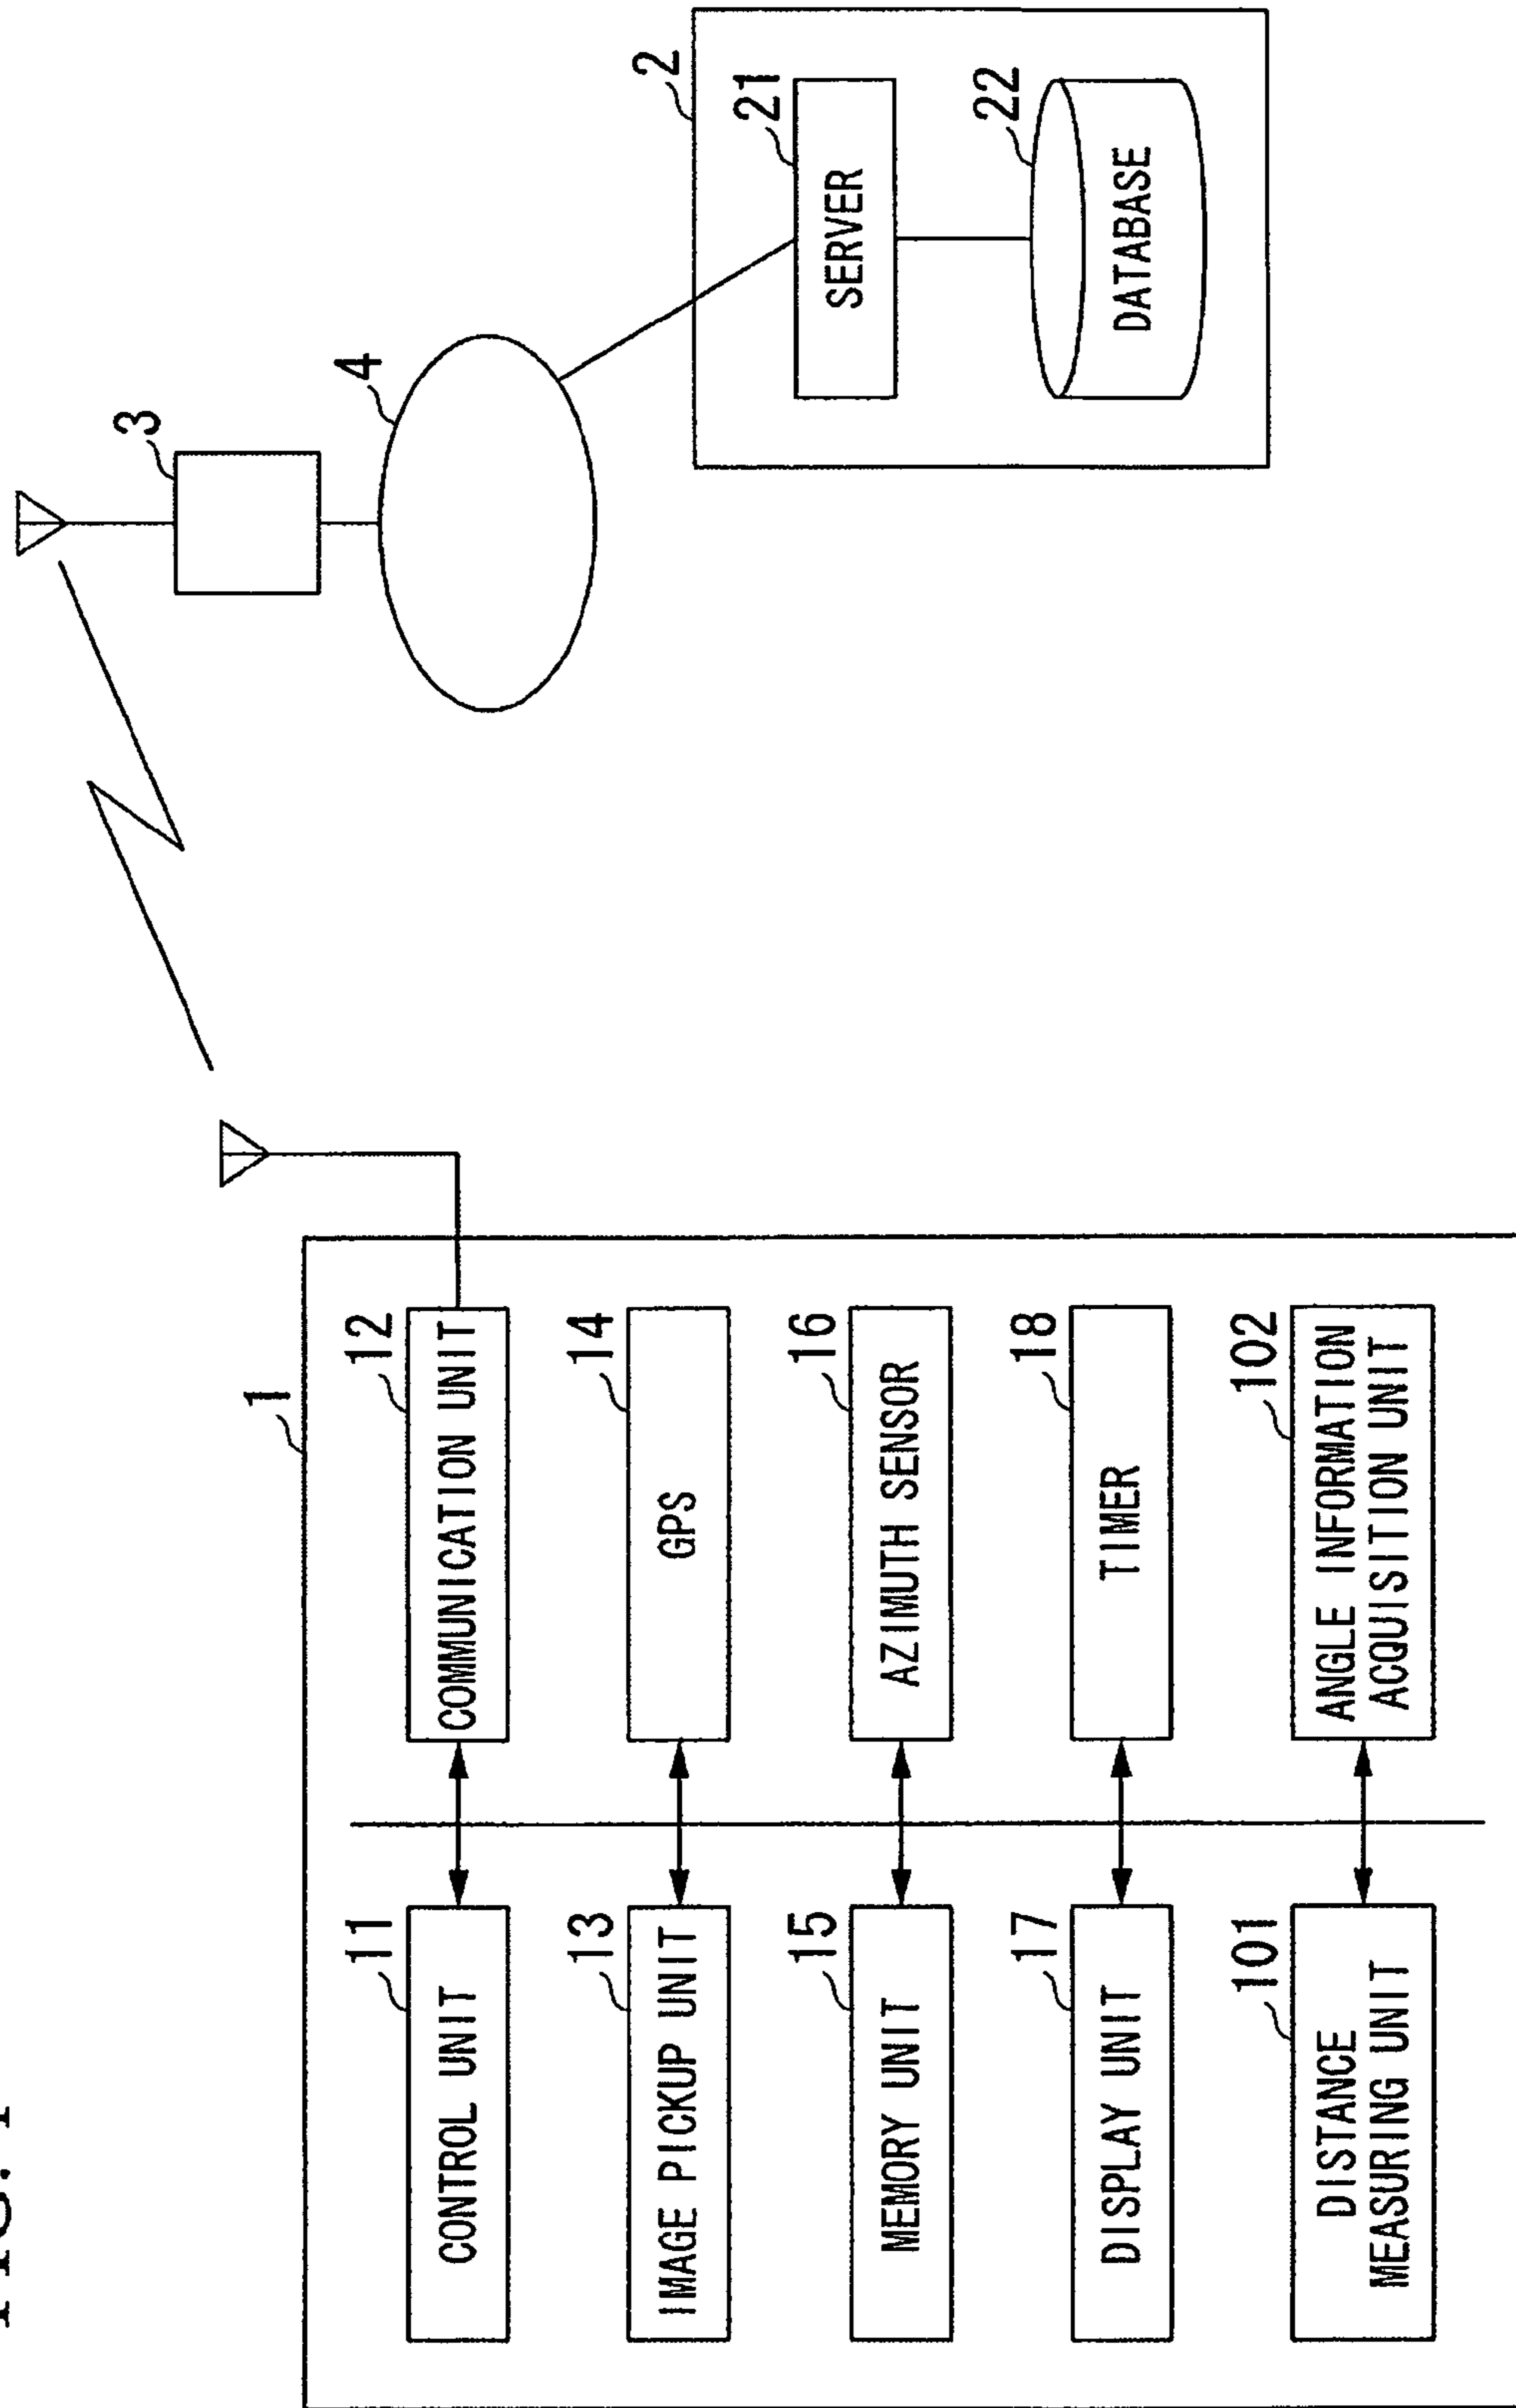 FIG. 1
1
11
CONTROL UNIT
12
COMMUNICATION UNIT
13
IMAGE PICKUP UNIT
14
GPS
15
MEMORY UNIT
16
AZIMUTH SENSOR
17
DISPLAY UNIT
18
TIMER
101
DISTANCE
MEASURING UNIT
102
ANGLE INFORMATION
ACQUISITION UNIT
3
4
2
21
SERVER
22
DATABASE